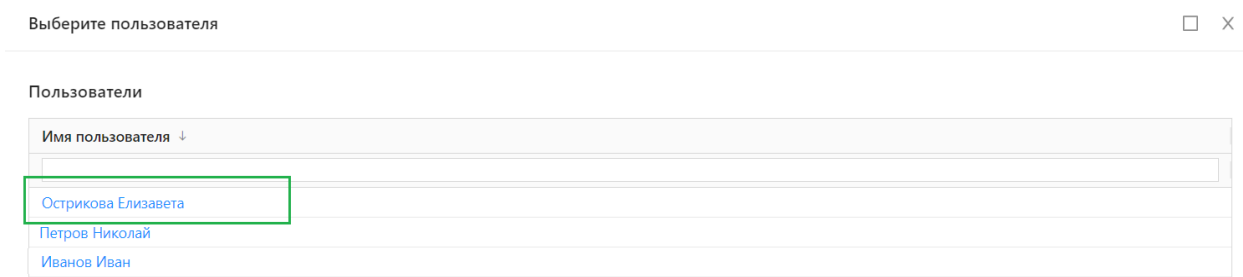 Выберите пользователя
Пользователи
Имя пользователя ↓
Острикова Елизавета
Петров Николай
Иванов Иван